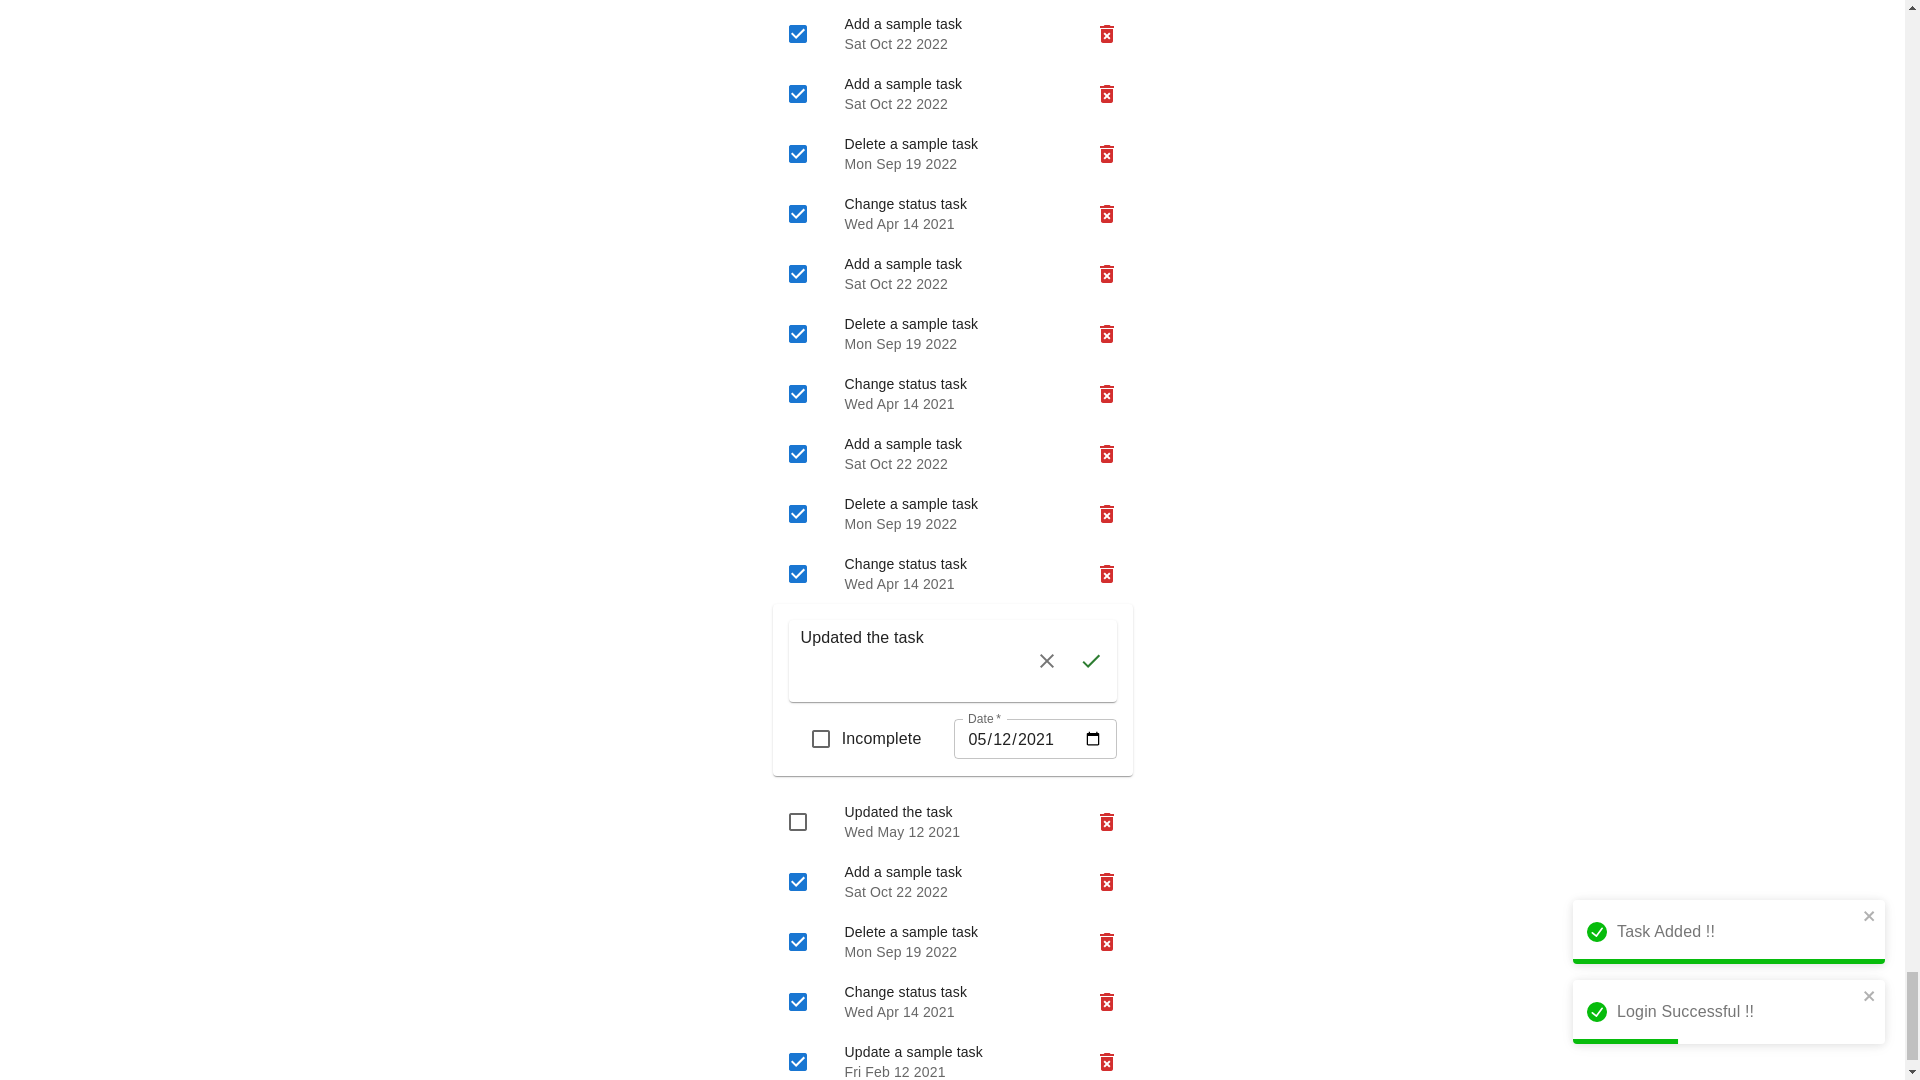 Add a sample task
Sat Oct 22 2022
Add a sample task
Sat Oct 22 2022
Delete a sample task
Mon Sep 19 2022
Change status task
Wed Apr 14 2021
Add a sample task
Sat Oct 22 2022
Delete a sample task
Mon Sep 19 2022
Change status task
Wed Apr 14 2021
Add a sample task
Sat Oct 22 2022
Delete a sample task
Mon Sep 19 2022
Change status task
Wed Apr 14 2021
Updated the task
Date *
Incomplete
05/12/2021
Updated the task
Wed May 12 2021
Add a sample task
Sat Oct 22 2022
Delete a sample task
Mon Sep 19 2022
Change status task
Wed Apr 14 2021
Update a sample task
Fri Feb 12 2021
Task Added !!
Login Successful !!